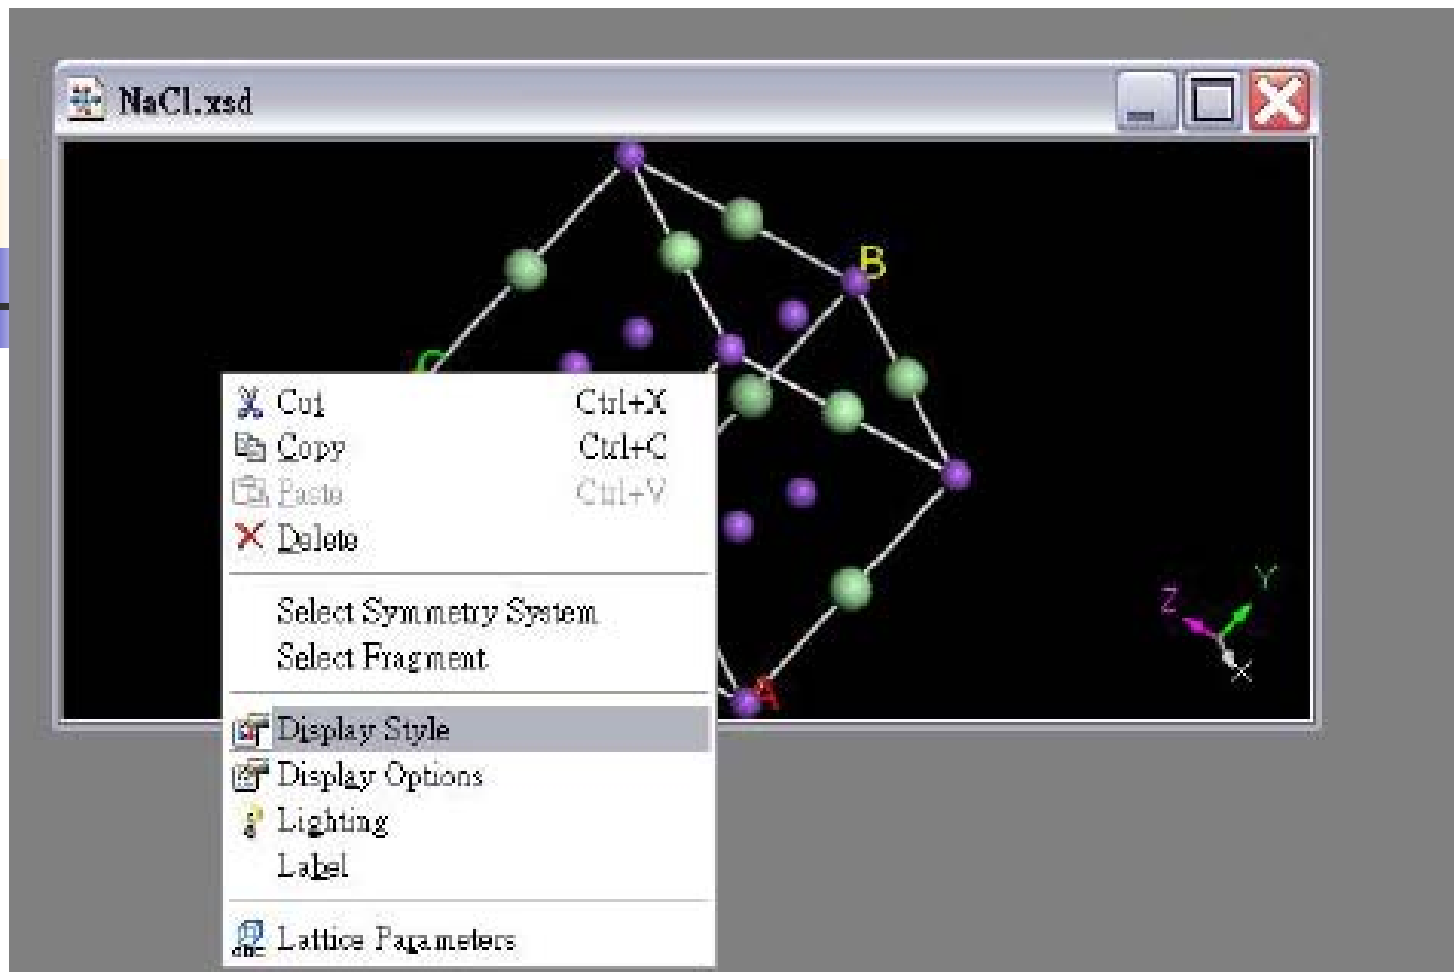 NaCl.xsd
B
C
Cut Ctrl+X
Copy Ctrl+C
Paste Ctrl+V
Delete
Select Symmetry System
Select Fragment
Display Style
Display Options
Lighting
Label
Lattice Parameters
A
Z Y
X